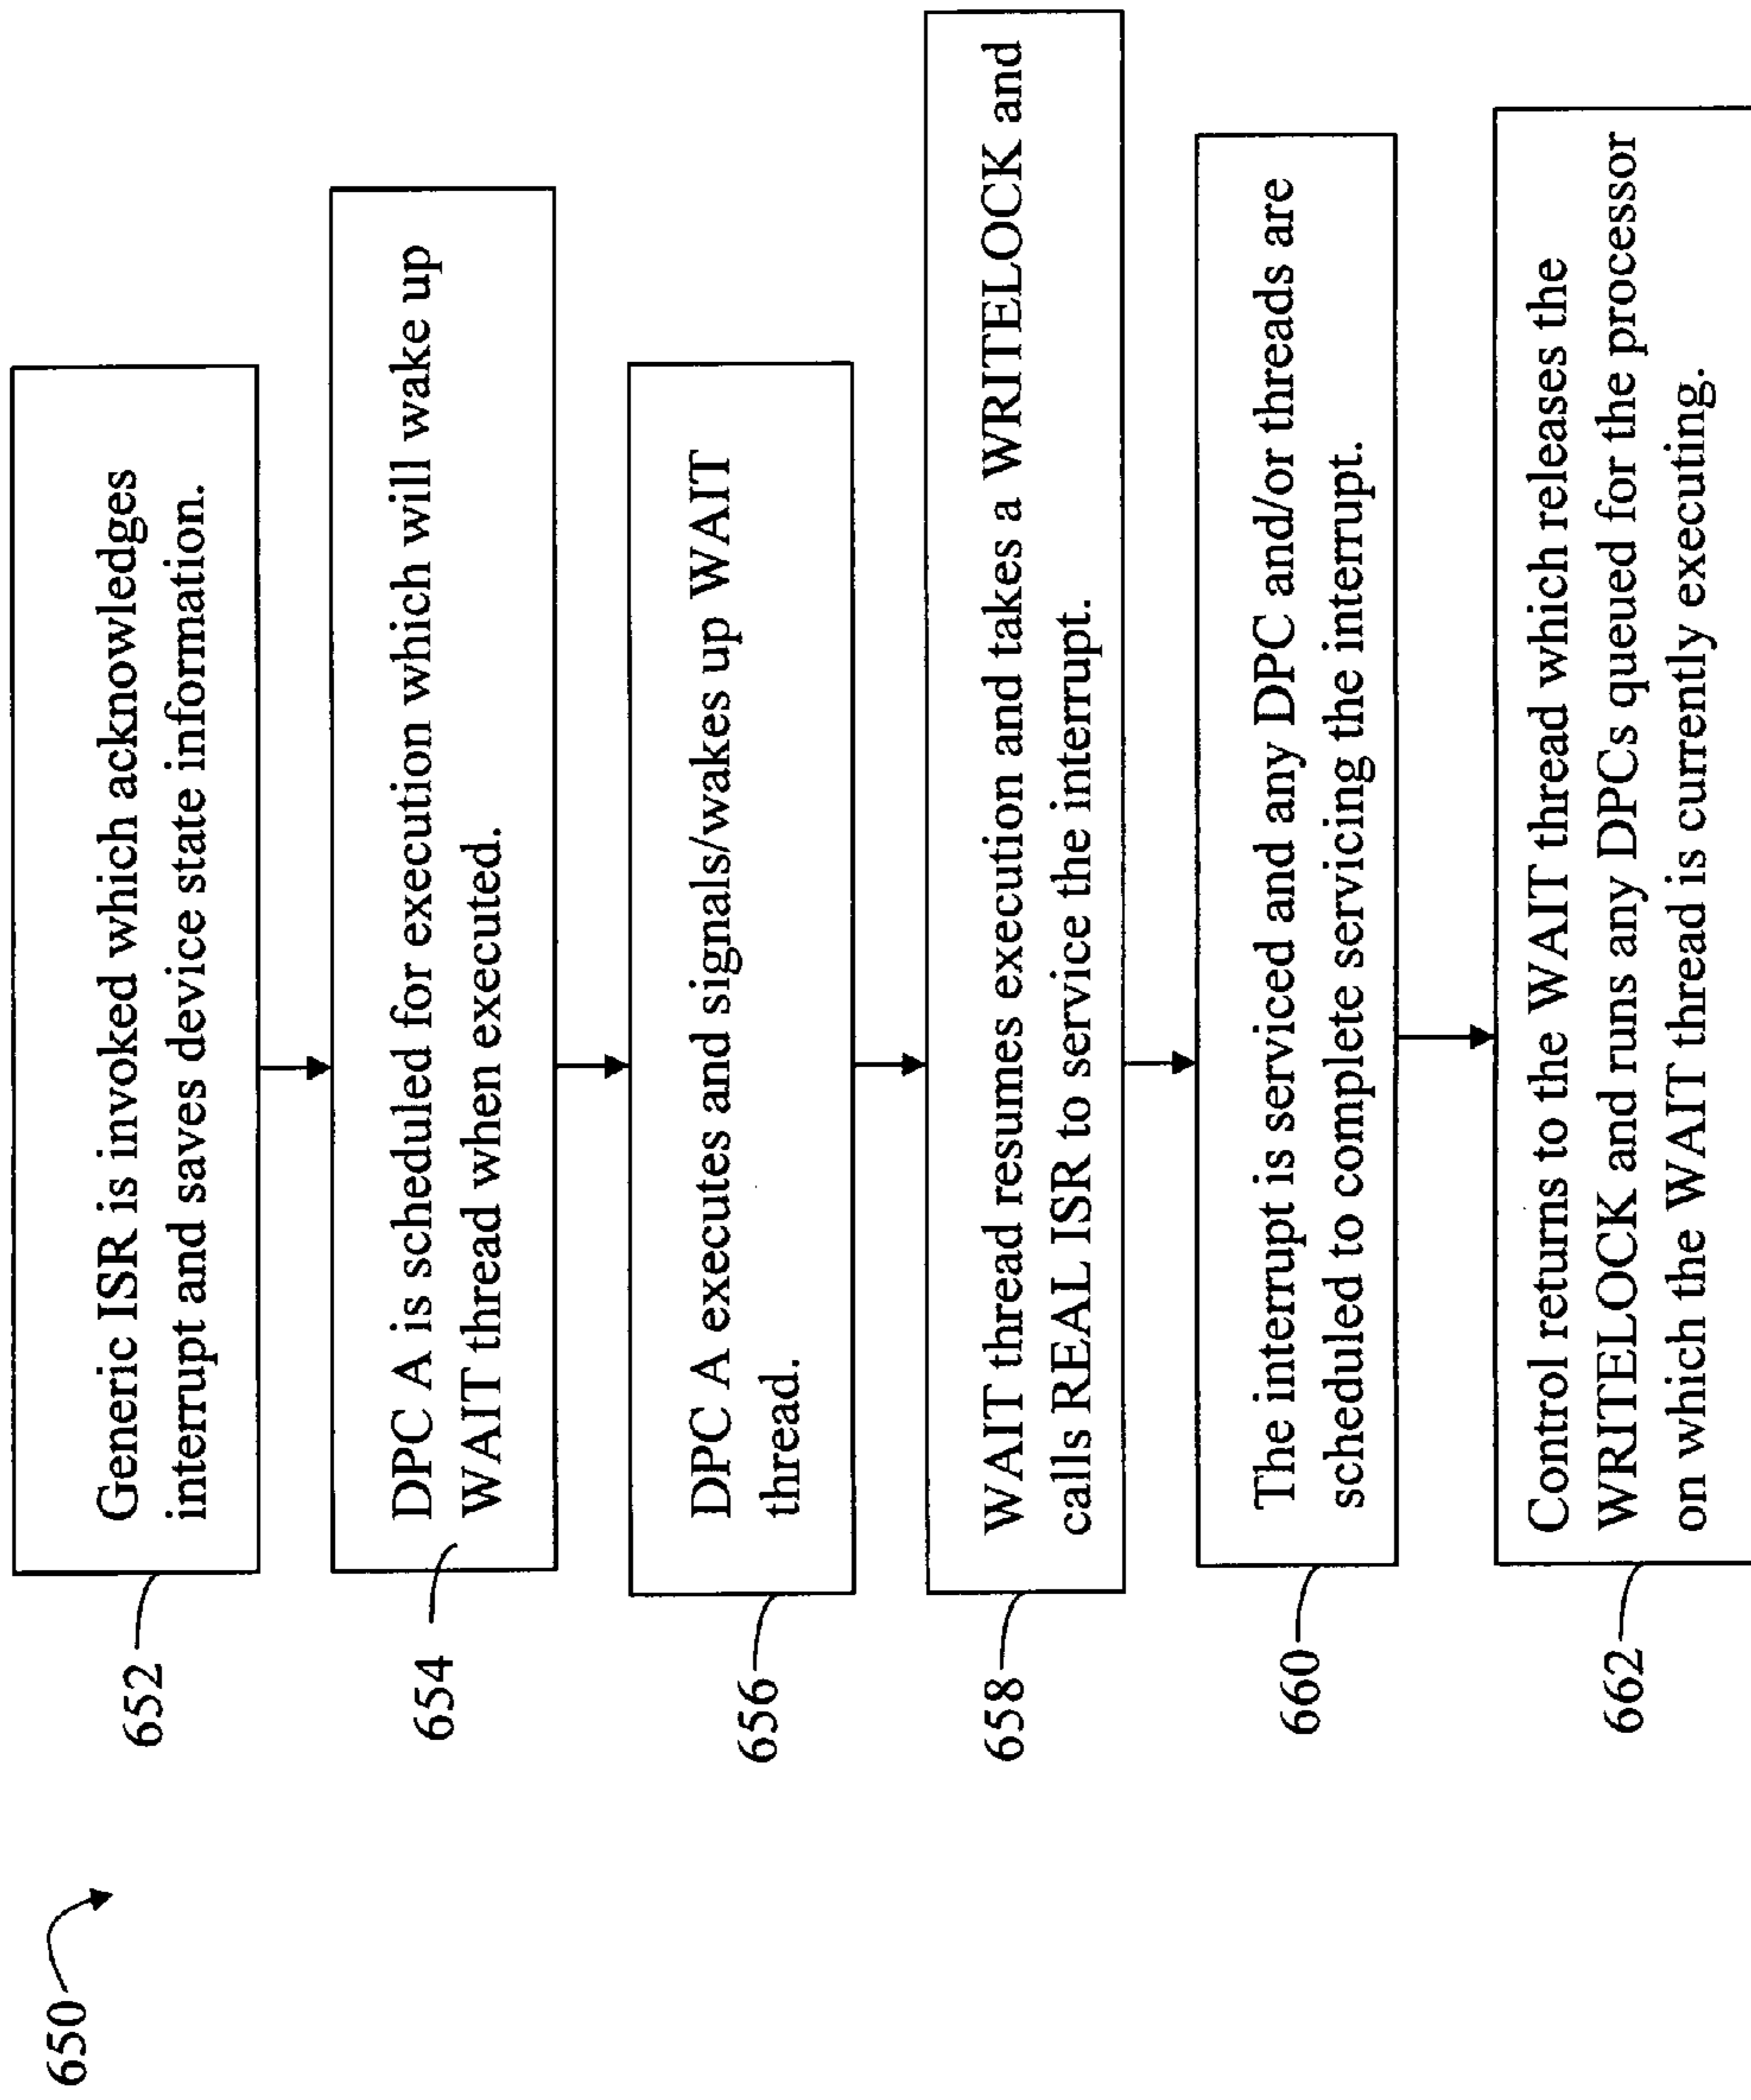 650
652
Generic ISR is invoked which acknowledges
interrupt and saves device state information.
654
DPC A is scheduled for execution which will wake up
WAIT thread when executed.
656
DPC A executes and signals/wakes up WAIT
thread.
658
WAIT thread resumes execution and takes a WRITELOCK and
calls REAL ISR to service the interrupt.
660
The interrupt is serviced and any DPC and/or threads are
scheduled to complete servicing the interrupt.
662
Control returns to the WAIT thread which releases the
WRITELOCK and runs any DPCs queued for the processor
on which the WAIT thread is currently executing.